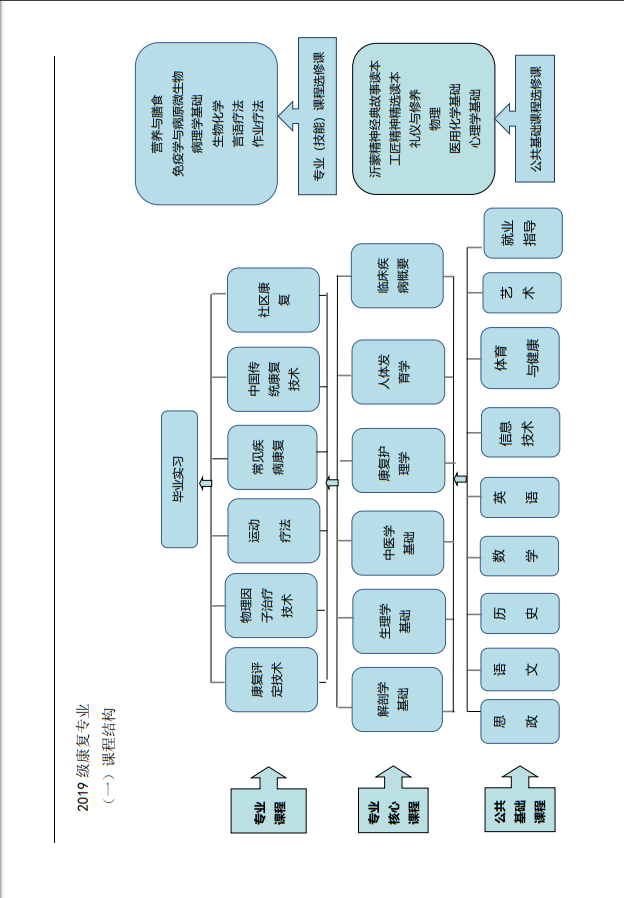 2019 级康复专业
（一）课程结构
毕业实习
专业
课程
康复评
定技术
物理因
子治疗
技术
运动
疗法
常见疾
病康复
中国传
统康复
技术
社区康
复
营养与膳食
免疫学与病原微生物
病理学基础
生物化学
言语疗法
作业疗法
专业（技能）课程选修课
专业
核心
课程
解剖学
基础
生理学
基础
中医学
基础
康复护
理学
人体发
育学
临床疾
病概要
沂蒙精神经典故事读本
工匠精神精选读本
礼仪与修养
物理
医用化学基础
心理学基础
公共基础课程选修课
公共
基础
课程
思
政
语
文
历
史
数
学
英
语
信息
技术
体育
与健康
艺
术
就业
指导